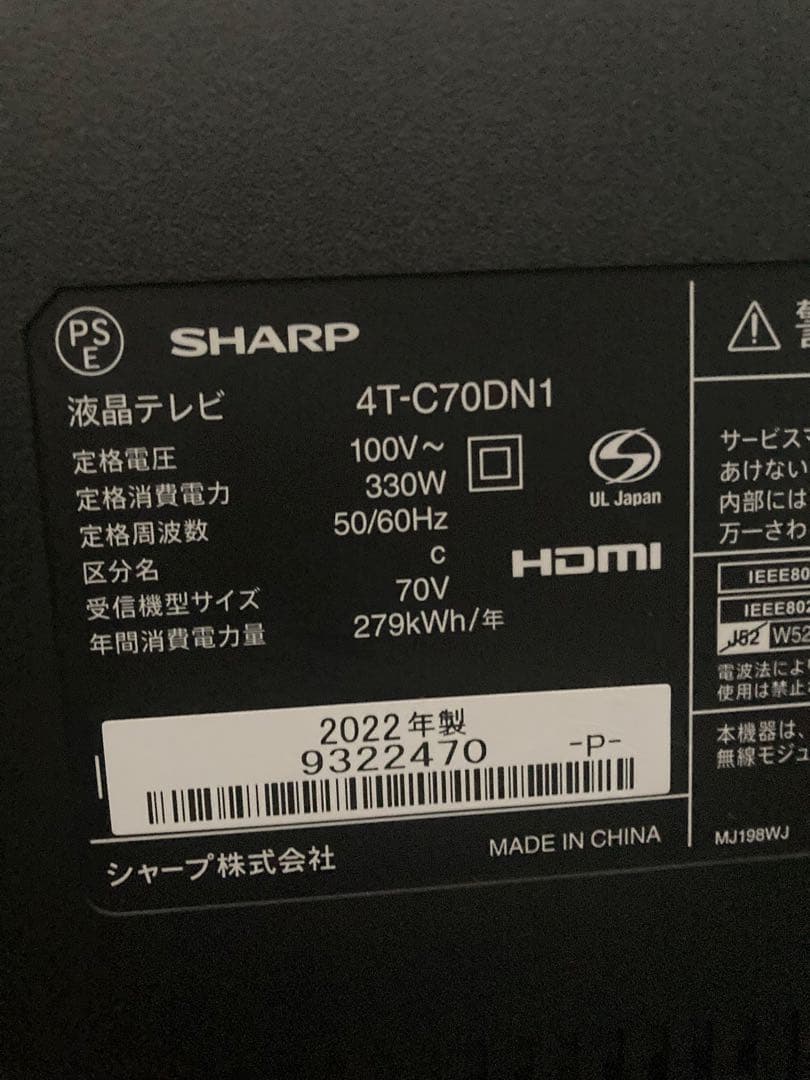 PS
E
SHARP
液晶テレビ 4T-C70DN1
定格電圧 100V～
定格消費電力 330W
定格周波数 50/60Hz
区分名 c
受信機型サイズ 70V
年間消費電力量 279kWh/年
UL Japan
HDMI
2022年製
9322470 -P-
シャープ株式会社 MADE IN CHINA
サービス
あけない
内部には
万一さわ
IEEE80
IEEE802
J52 W52
電波法によ
使用は禁止
本機器は、
無線モジュ
MJ198WJ